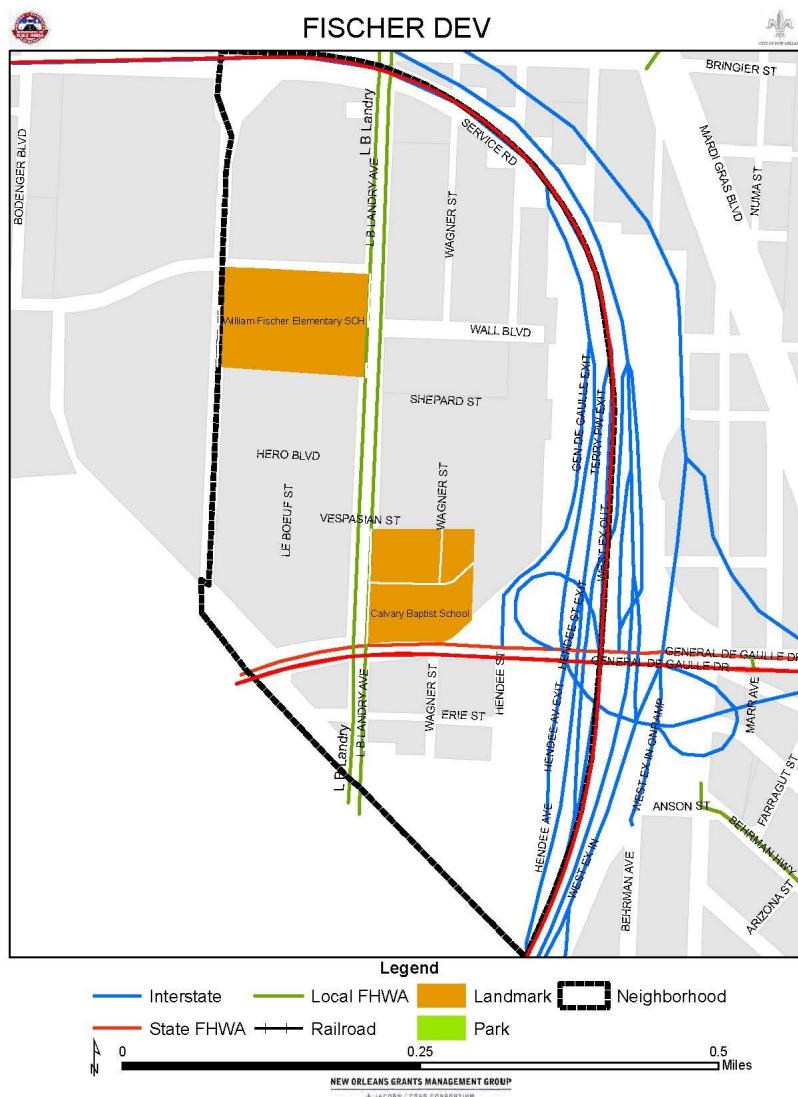 FISCHER DEV
BRINGIER ST
BODENGER BLVD
L B Landry
L B LANDRY AVE
SERVICE RD
WAGNER ST
MARDI GRAS BLVD
NUMA ST
William Fischer Elementary SCH
WALL BLVD
GEN DE GAULLE EXIT
TERRY PW EXIT
SHEPARD ST
HERO BLVD
LE BOEUF ST
VESPASIAN ST
WAGNER ST
WEST EX OUT
Calvary Baptist School
HENDEE ST EXIT
HENDEE ST
GENERAL DE GAULLE DR
GENERAL DE GAULLE DR
L B Landry
L B LANDRY AVE
WAGNER ST
ERIE ST
HENDEE AV EXIT
WEST EX IN ONRAMP
MARR AVE
HENDEE AVE
WEST EX IN
ANSON ST
FARRAGUT ST
BEHRMAN HWY
BEHRMAN AVE
ARIZONA ST
Legend
Interstate
Local FHWA
Landmark
Neighborhood
State FHWA
Railroad
Park
N
0
0.25
0.5
Miles
NEW ORLEANS GRANTS MANAGEMENT GROUP